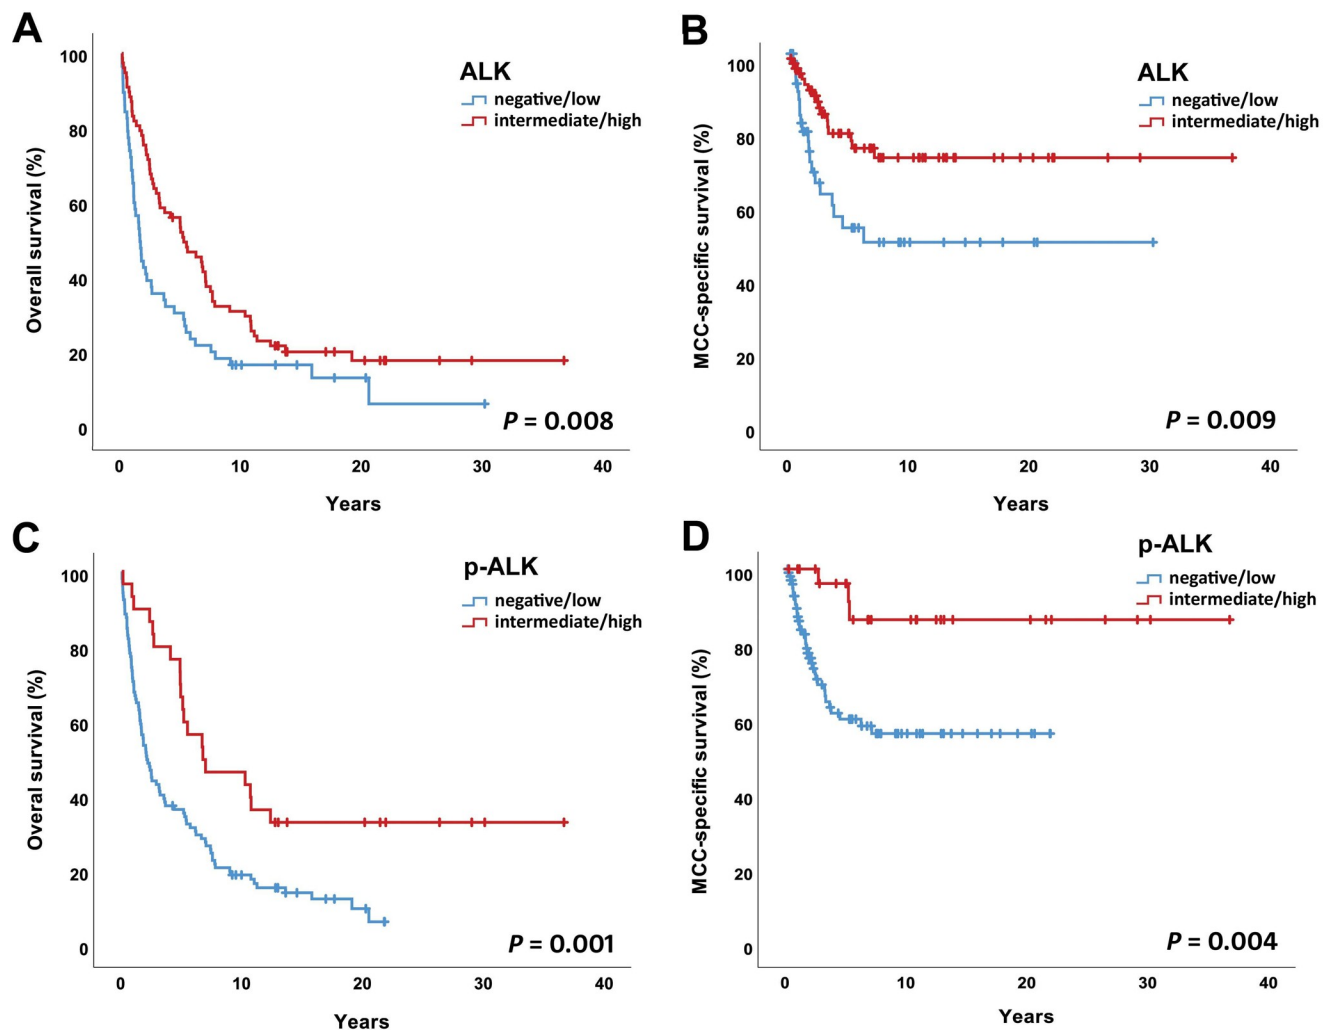 A
ALK
negative/low
intermediate/high
100
80
60
40
20
0
Overall survival (%)
P = 0.008
0 10 20 30 40
Years
B
ALK
negative/low
intermediate/high
100
80
60
40
20
0
MCC-specific survival (%)
P = 0.009
0 10 20 30 40
Years
C
p-ALK
negative/low
intermediate/high
100
80
60
40
20
0
Overal survival (%)
P = 0.001
0 10 20 30 40
Years
D
p-ALK
negative/low
intermediate/high
100
80
60
40
20
0
MCC-specific survival (%)
P = 0.004
0 10 20 30 40
Years